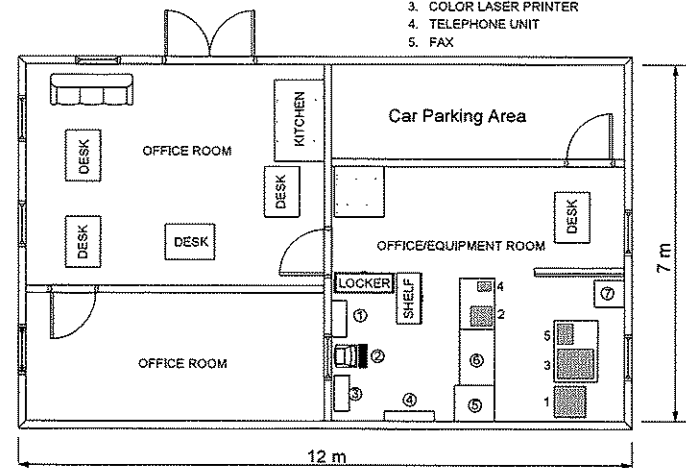 3. COLOR LASER PRINTER
4. TELEPHONE UNIT
5. FAX
KITCHEN
Car Parking Area
DESK
OFFICE ROOM
DESK
DESK
DESK
DESK
OFFICE/EQUIPMENT ROOM
7 m
LOCKER
SHELF
4
⑦
①
2
5
②
⑥
3
OFFICE ROOM
③
④
⑤
1
12 m